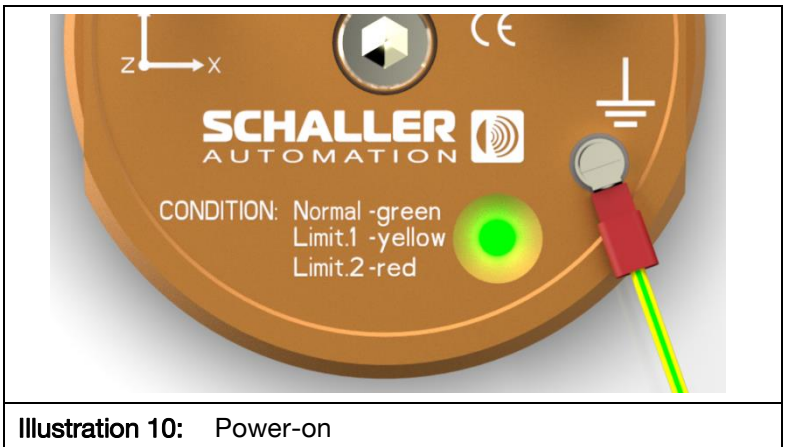 CE
Z X
SCHALLER
AUTOMATION
CONDITION: Normal -green
Limit.1 -yellow
Limit.2 -red
Illustration 10: Power-on